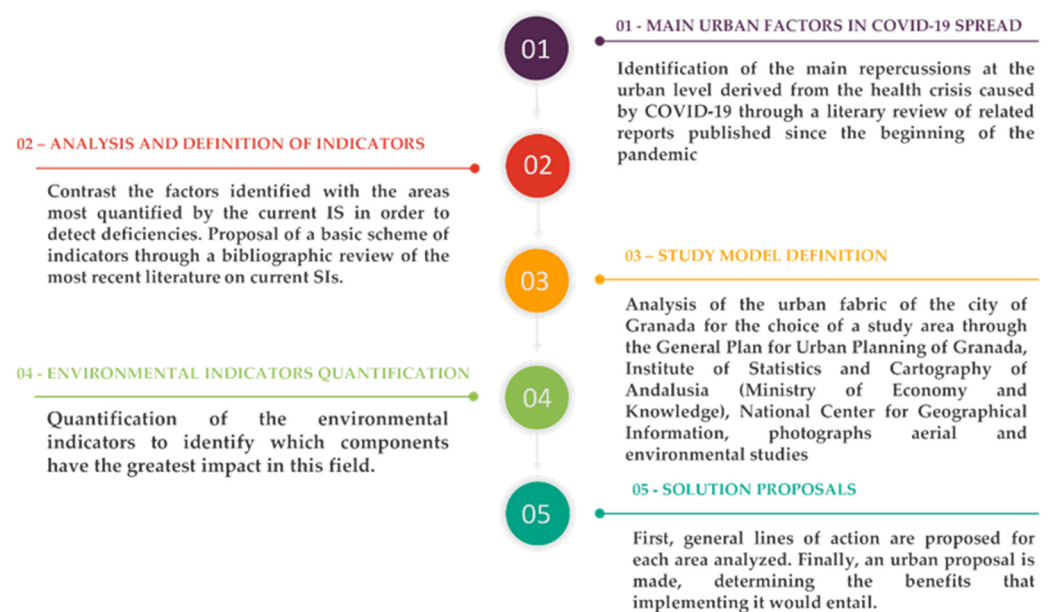 01
01 - MAIN URBAN FACTORS IN COVID-19 SPREAD
Identification of the main repercussions at the
urban level derived from the health crisis caused
by COVID-19 through a literary review of related
reports published since the beginning of the
pandemic
02 – ANALYSIS AND DEFINITION OF INDICATORS
02
Contrast the factors identified with the areas
most quantified by the current IS in order to
detect deficiencies. Proposal of a basic scheme of
indicators through a bibliographic review of the
most recent literature on current SIs.
03
03 – STUDY MODEL DEFINITION
Analysis of the urban fabric of the city of
Granada for the choice of a study area through
the General Plan for Urban Planning of Granada,
Institute of Statistics and Cartography of
Andalusia (Ministry of Economy and
Knowledge), National Center for Geographical
Information, photographs aerial and
environmental studies
04 - ENVIRONMENTAL INDICATORS QUANTIFICATION
04
Quantification of the environmental
indicators to identify which components
have the greatest impact in this field.
05
05 - SOLUTION PROPOSALS
First, general lines of action are proposed for
each area analyzed. Finally, an urban proposal is
made, determining the benefits that
implementing it would entail.